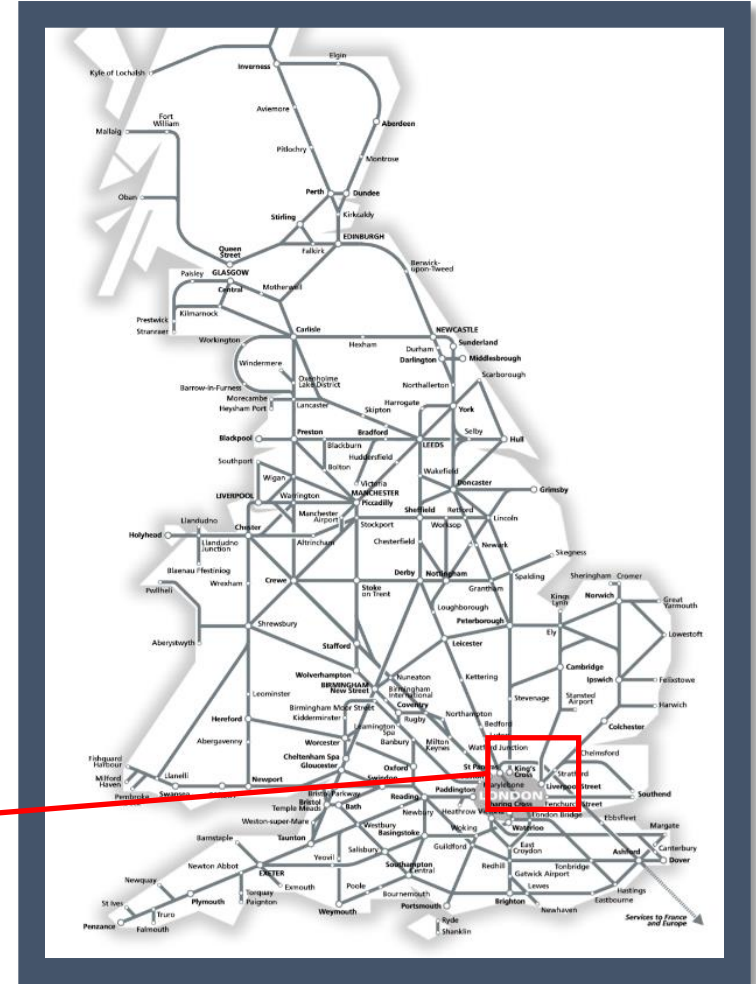 Elgin
Inverness
Kyle of Lochalsh
Aviemore
Fort
William
Mallaig
Aberdeen
Pitlochry
Montrose
Perth
Dundee
Oban
Stirling
Kirkcaldy
EDINBURGH
Queen
Street
Falkirk
Berwick-
upon-Tweed
Paisley
GLASGOW
Central
Motherwell
Prestwick
Kilmarnock
Stranraer
Carlisle
NEWCASTLE
Workington
Hexham
Sunderland
Durham
Darlington
Middlesbrough
Windermere
Scarborough
Oxenholme
Lake District
Northallerton
Barrow-in-Furness
Morecambe
Heysham Port
Lancaster
Harrogate
York
Skipton
Blackpool
Preston
Bradford
Selby
Hull
Blackburn
LEEDS
Huddersfield
Southport
Bolton
Wakefield
Wigan
Victoria
MANCHESTER
Piccadilly
Doncaster
Grimsby
LIVERPOOL
Warrington
Manchester
Airport
Sheffield
Retford
Lincoln
Llandudno
Chester
Stockport
Worksop
Holyhead
Llandudno
Junction
Altrincham
Chesterfield
Newark
Skegness
Blaenau Ffestiniog
Wrexham
Crewe
Stoke
on Trent
Derby
Nottingham
Spalding
Sheringham
Cromer
Pwllheli
Grantham
Kings
Lynn
Norwich
Great
Yarmouth
Loughborough
Shrewsbury
Peterborough
Ely
Lowestoft
Aberystwyth
Stafford
Leicester
Wolverhampton
Cambridge
BIRMINGHAM
New Street
Nuneaton
Kettering
Ipswich
Felixstowe
Leominster
Birmingham
International
Stevenage
Stansted
Airport
Birmingham Moor Street
Coventry
Harwich
Hereford
Kidderminster
Rugby
Northampton
Leamington
Spa
Bedford
Colchester
Abergavenny
Worcester
Banbury
Milton
Keynes
Fishguard
Harbour
Cheltenham Spa
Watford Junction
Chelmsford
Gloucester
Oxford
St Pancras
King's
Cross
Stratford
Milford
Haven
Llanelli
Newport
Swindon
Marylebone
Liverpool Street
Pembroke
Swansea
Bristol Parkway
Paddington
LONDON
Southend
Bristol
Temple Meads
Bath
Reading
Charing Cross
Fenchurch Street
Weston-super-Mare
Newbury
Heathrow
London Bridge
Ebbsfleet
Westbury
Basingstoke
Waterloo
Margate
Barnstaple
Taunton
Woking
East
Croydon
Canterbury
Yeovil
Salisbury
Guildford
Ashford
Dover
Newton Abbot
EXETER
Southampton
Central
Redhill
Tonbridge
Gatwick Airport
Newquay
Exmouth
Poole
Lewes
Hastings
Torquay
Paignton
Bournemouth
Eastbourne
St Ives
Plymouth
Portsmouth
Brighton
Newhaven
Truro
Weymouth
Penzance
Falmouth
Ryde
Shanklin
Services to France
and Europe